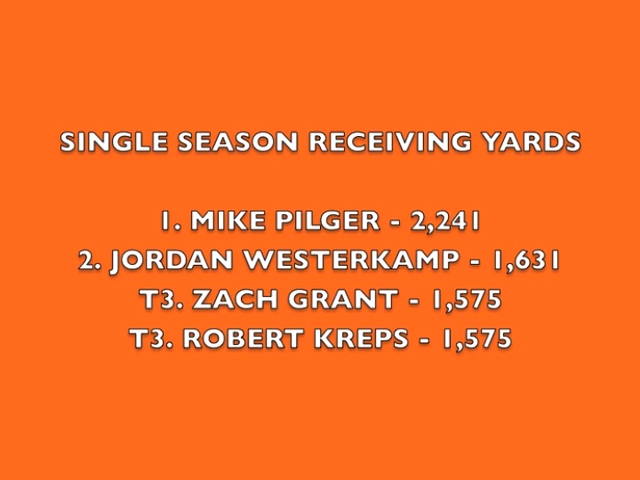 SINGLE SEASON RECEIVING YARDS
1. MIKE PILGER - 2,241
2. JORDAN WESTERKAMP - 1,631
T3. ZACH GRANT - 1,575
T3. ROBERT KREPS - 1,575